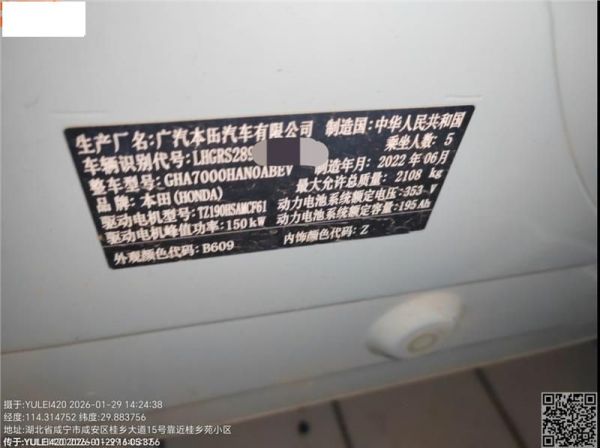 生产厂名：广汽本田汽车有限公司 制造国：中华人民共和国
车辆识别代号：LHGRS289 乘坐人数：5
整车型号：GHA7000HAN0ABEV 制造年月：2022年06月
品牌：本田(HONDA) 最大允许总质量：2108 kg
驱动电机型号：TZ190HSAMCF61 动力电池系统额定电压：353 V
驱动电机峰值功率：150 kW 动力电池系统额定容量：195 Ah
外观颜色代码：B609 内饰颜色代码：Z
摄于：YULEI420 2026-01-29 14:24:38
经度：114.314752 纬度：29.883756
地址：湖北省咸宁市咸安区桂乡大道15号靠近桂乡苑小区
传于：YULEI420 2026-01-29